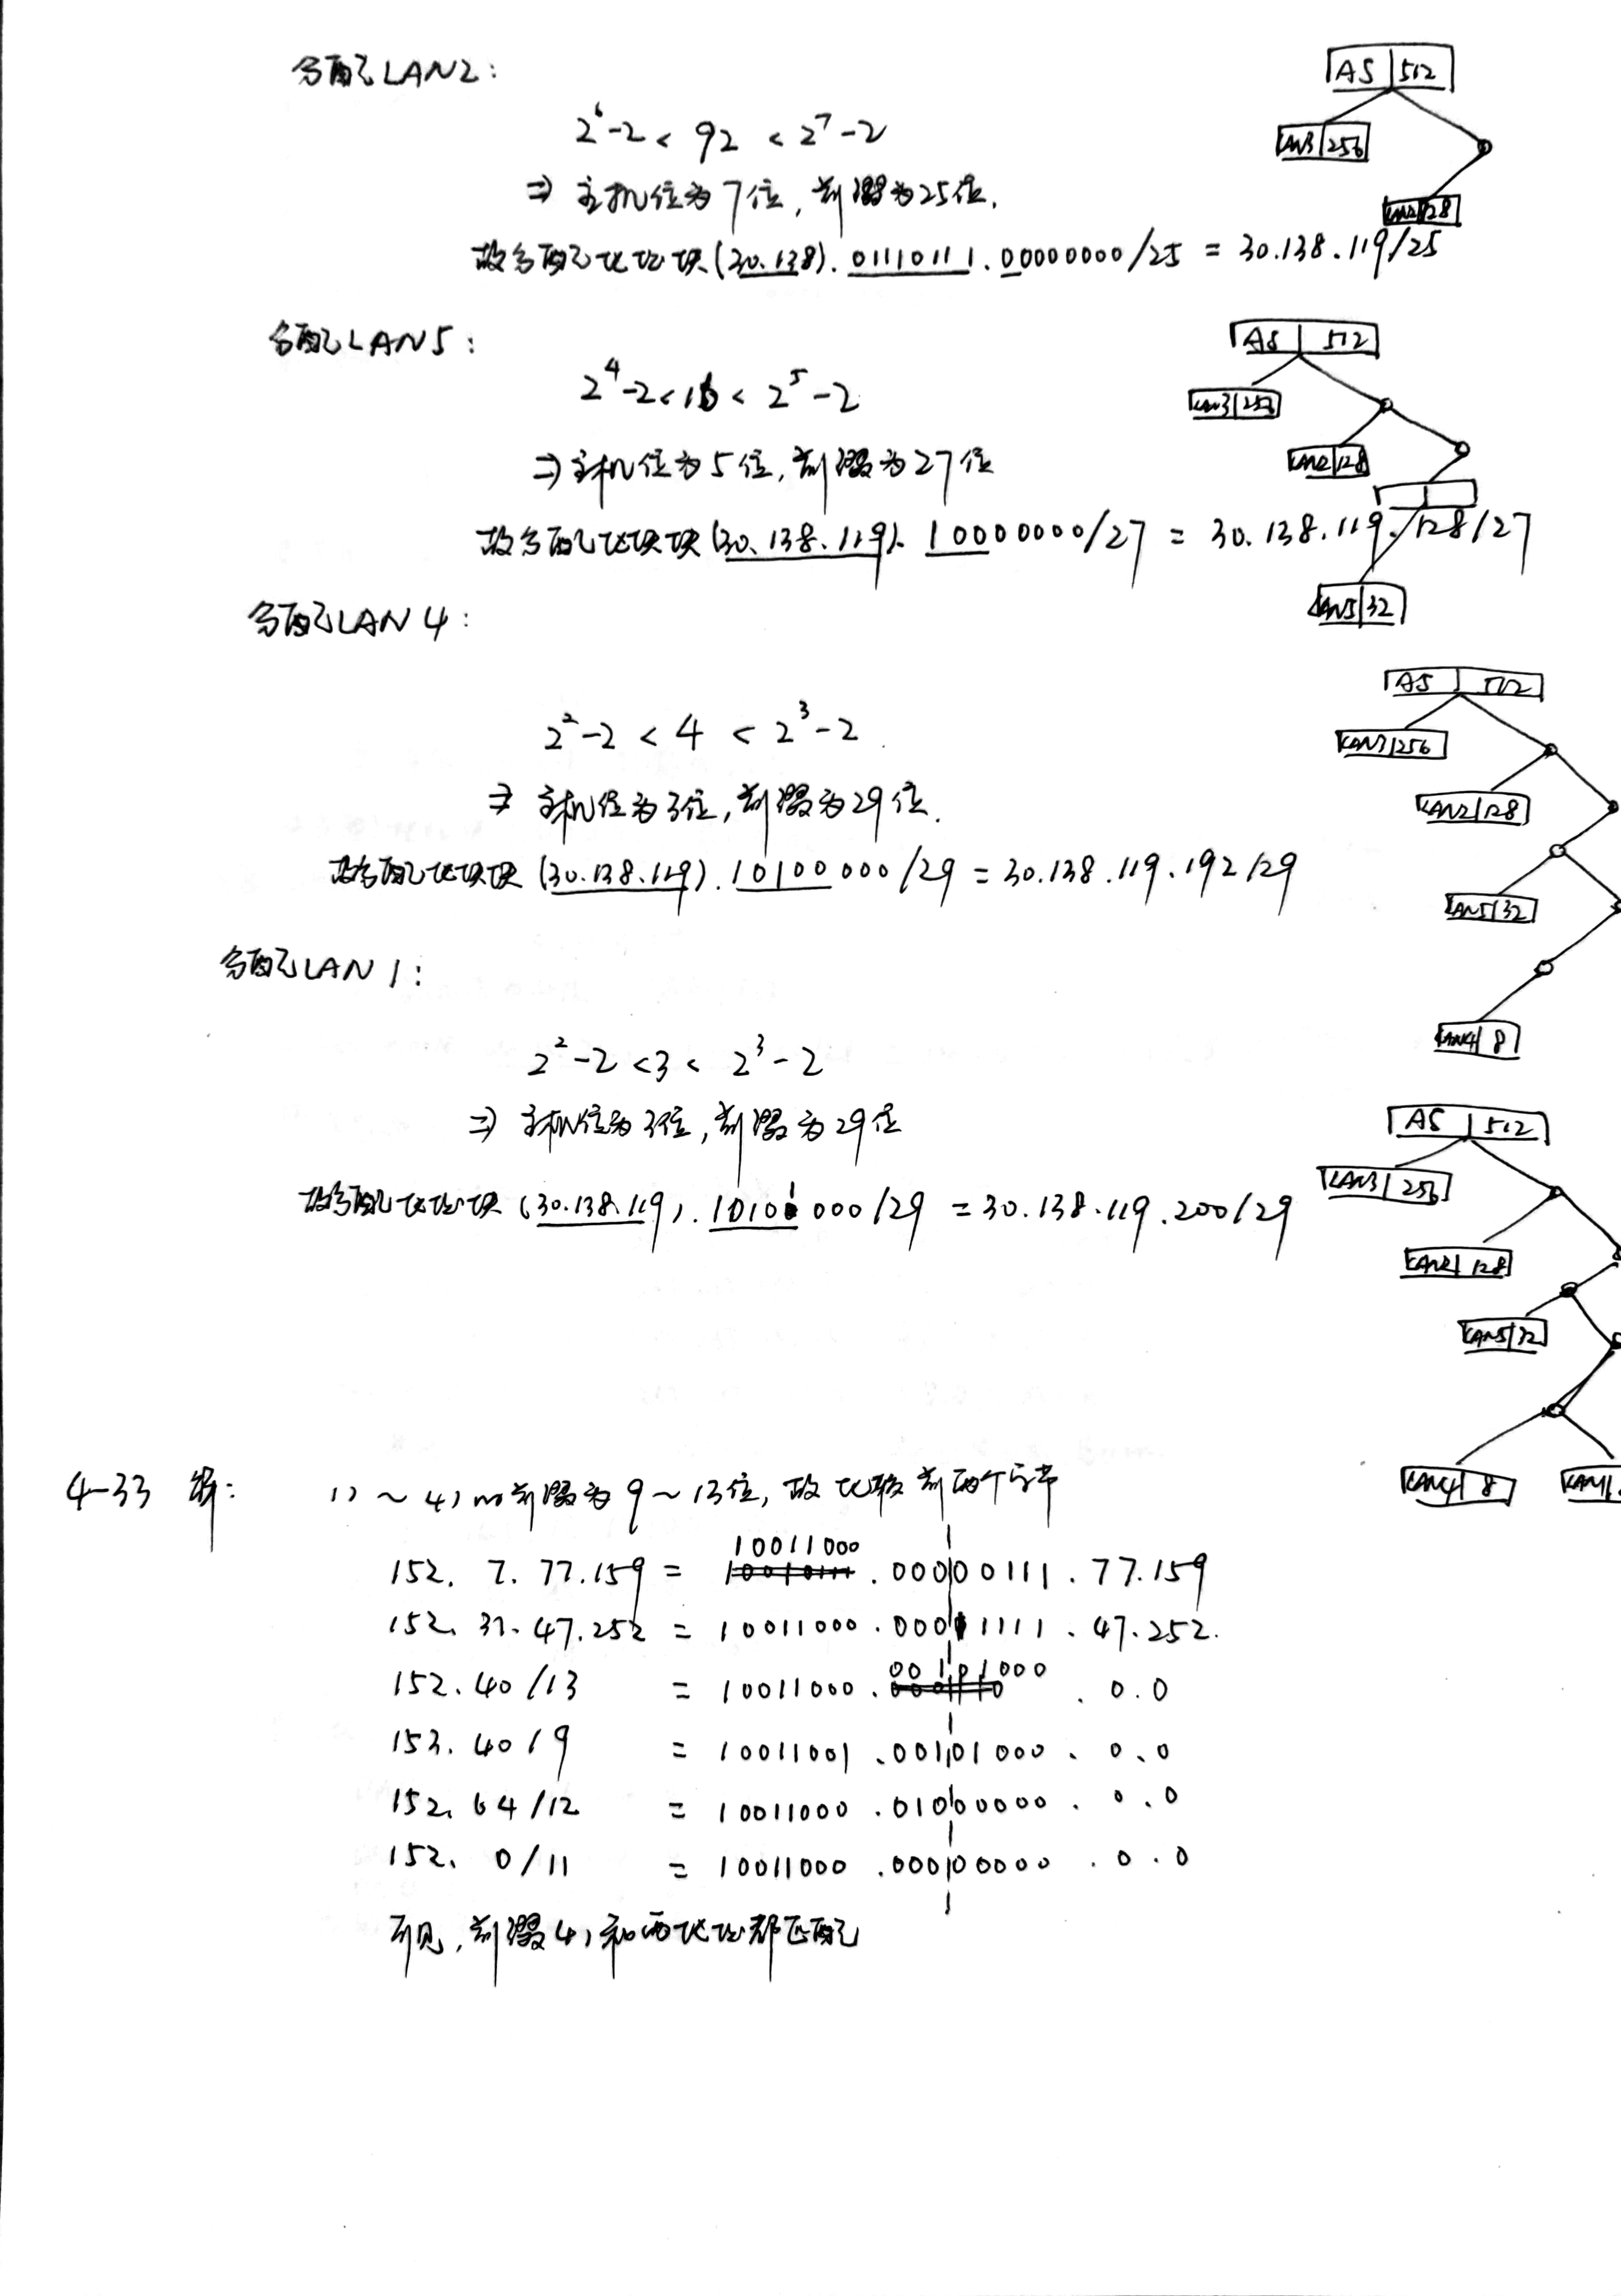 分配LAN2:
AS 512
2^6-2 < 92 < 2^7-2
LAN3 256
⇒ 主机位为7位,前缀为25位.
LAN2 128
故分配地址块(30.138).01110111.00000000/25 = 30.138.119/25
分配LAN5:
AS 512
2^4-2<16< 2^5-2
LAN3 256
⇒主机位为5位,前缀为27位
LAN2 128
故分配地址块(30.138.119).10000000/27 = 30.138.119.128/27
LAN5 32
分配LAN4:
AS 512
2^2-2 < 4 < 2^3-2
LAN3 256
⇒ 主机位为3位,前缀为29位.
LAN2 128
故分配地址块(30.138.119).10100000/29 = 30.138.119.192/29
LAN5 32
分配LAN1:
LAN4 8
2^2-2<3< 2^3-2
⇒ 主机位为3位,前缀为29位
AS 512
LAN3 256
故分配地址块(30.138.119).10101000/29 = 30.138.119.200/29
LAN2 128
LAN5 32
LAN4 8
LAN1
4-33 解: 1)~4)的前缀为9~13位,故比较前两个字节
152.7.77.159 = 10011000.00000111.77.159
152.31.47.252 = 10011000.00011111.47.252.
152.40/13 = 10011000.00101000.0.0
153.40/9 = 10011001.00101000.0.0
152.64/12 = 10011000.01000000.0.0
152.0/11 = 10011000.00000000.0.0
可见,前缀4)和两地址都匹配